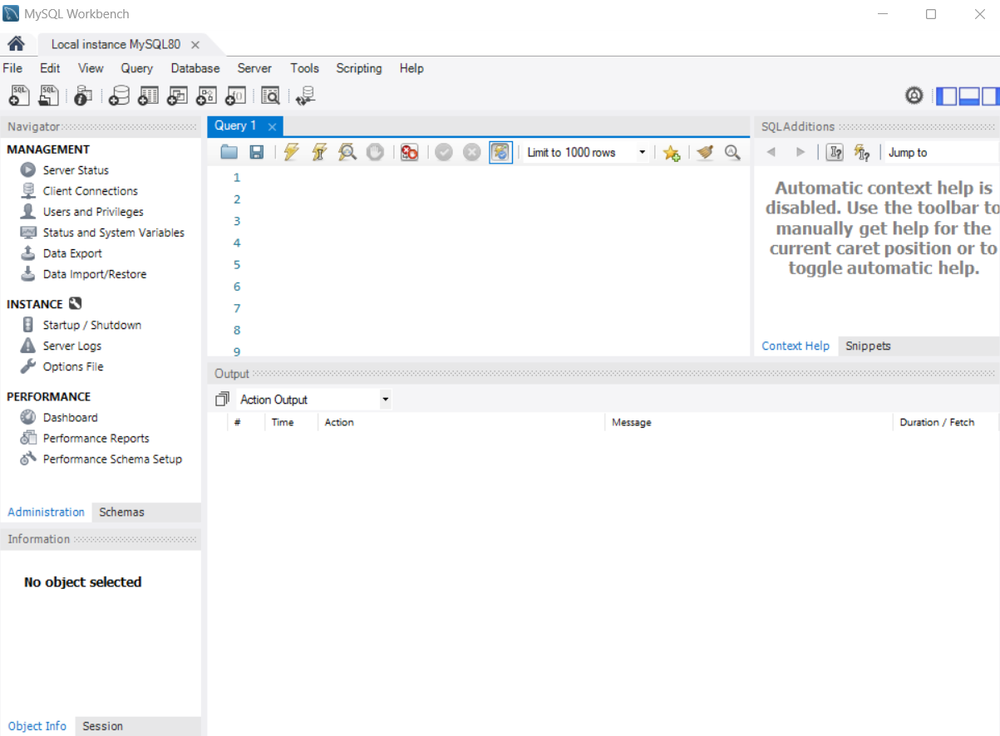 MySQL Workbench
Local instance MySQL80
File Edit View Query Database Server Tools Scripting Help
SQL SQL
Navigator
MANAGEMENT
Server Status
Client Connections
Users and Privileges
Status and System Variables
Data Export
Data Import/Restore
INSTANCE
Startup / Shutdown
Server Logs
Options File
PERFORMANCE
Dashboard
Performance Reports
Performance Schema Setup
Administration Schemas
Information
No object selected
Object Info Session
Query 1
Limit to 1000 rows
1
2
3
4
5
6
7
8
9
SQLAdditions
Jump to
Automatic context help is
disabled. Use the toolbar to
manually get help for the
current caret position or to
toggle automatic help.
Context Help Snippets
Output
Action Output
# Time Action Message Duration / Fetch